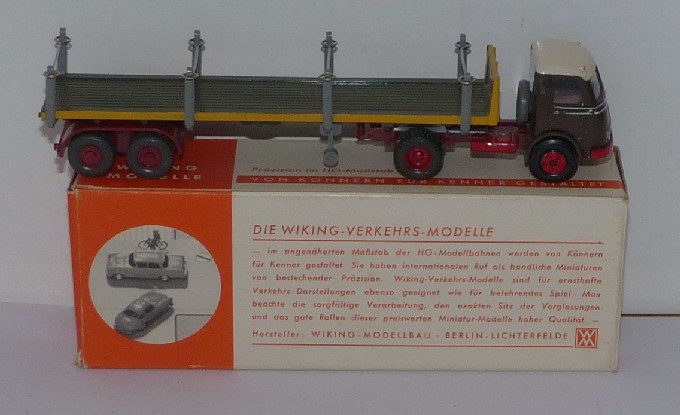 WIKING
MODELLE
Präzision im HO-Maßstab
VON KÖNNERN FÜR KENNER GESTALTET
DIE WIKING-VERKEHRS-MODELLE
— im angenäherten Maßstab der HO-Modellbahnen werden von Könnern
für Kenner gestaltet. Sie haben internationalen Ruf als handliche Miniaturen
von bestechender Präzision. Wiking-Verkehrs-Modelle sind für ernsthafte
Verkehrs-Darstellungen ebenso geeignet wie für belehrendes Spiel. Man
beachte die sorgfältige Verarbeitung, den exakten Sitz der Verglasungen
und das gute Rollen dieser preiswerten Miniatur-Modelle hoher Qualität. —
Hersteller: WIKING-MODELLBAU · BERLIN-LICHTERFELDE